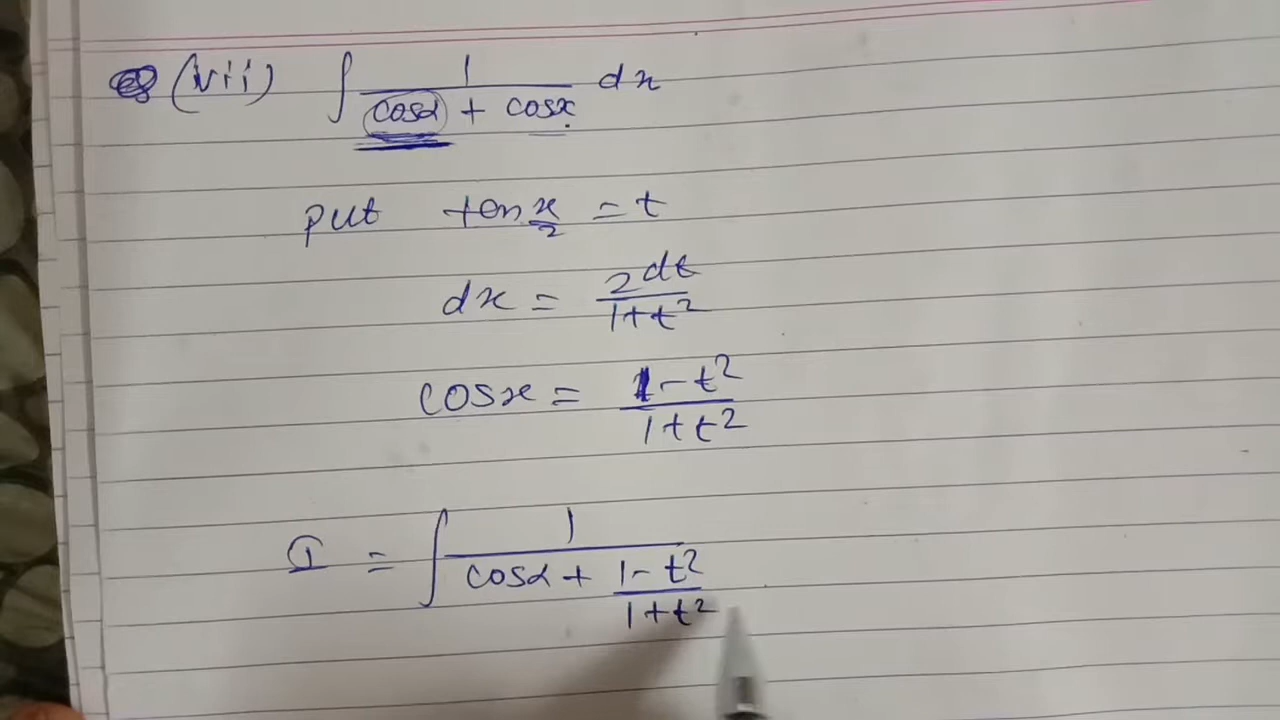 (vii) ∫ 1/(cosα + cosx) dx
put tan x/2 = t
dx = 2dt/(1+t²)
cosx = (1-t²)/(1+t²)
I = ∫ 1/(cosα + (1-t²)/(1+t²))